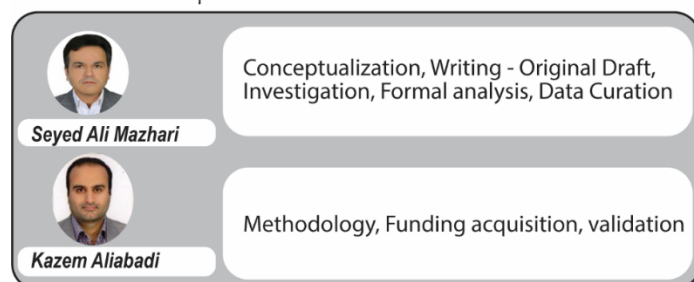 Conceptualization, Writing - Original Draft,
Investigation, Formal analysis, Data Curation
Seyed Ali Mazhari
Methodology, Funding acquisition, validation
Kazem Aliabadi